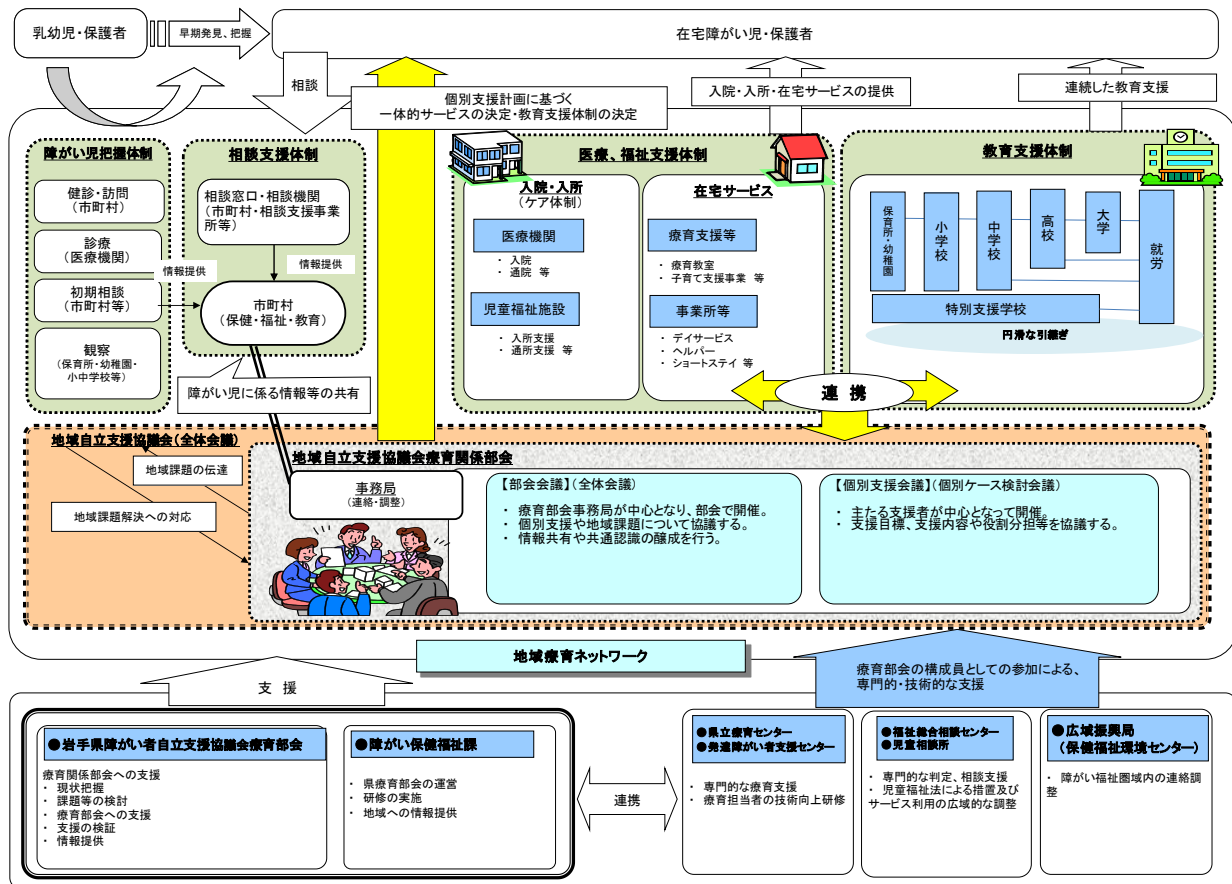 乳幼児・保護者
早期発見、把握
在宅障がい児・保護者
相談
個別支援計画に基づく
一体的サービスの決定・教育支援体制の決定
入院・入所・在宅サービスの提供
連続した教育支援
障がい児把握体制
健診・訪問
(市町村)
診療
(医療機関)
初期相談
(市町村等)
観察
(保育所・幼稚園・
小中学校等)
情報提供
相談支援体制
相談窓口・相談機関
(市町村・相談支援事業
所等)
情報提供
市町村
(保健・福祉・教育)
障がい児に係る情報等の共有
医療、福祉支援体制
入院・入所
(ケア体制)
医療機関
・ 入院
・ 通院 等
児童福祉施設
・ 入所支援
・ 通所支援 等
在宅サービス
療育支援等
・ 療育教室
・ 子育て支援事業 等
事業所等
・ デイサービス
・ ヘルパー
・ ショートステイ 等
教育支援体制
保育所・幼稚園
小学校
中学校
高校
大学
就労
特別支援学校
円滑な引継ぎ
連 携
地域自立支援協議会(全体会議)
地域課題の伝達
地域課題解決への対応
地域自立支援協議会療育関係部会
事務局
(連絡・調整)
【部会会議】(全体会議)
・ 療育部会事務局が中心となり、部会で開催。
・ 個別支援や地域課題について協議する。
・ 情報共有や共通認識の醸成を行う。
【個別支援会議】(個別ケース検討会議)
・ 主たる支援者が中心となって開催。
・ 支援目標、支援内容や役割分担等を協議する。
地域療育ネットワーク
支 援
療育部会の構成員としての参加による、
専門的・技術的な支援
●岩手県障がい者自立支援協議会療育部会
療育関係部会への支援
・ 現状把握
・ 課題等の検討
・ 療育部会への支援
・ 支援の検証
・ 情報提供
●障がい保健福祉課
・ 県療育部会の運営
・ 研修の実施
・ 地域への情報提供
連携
●県立療育センター
●発達障がい者支援センター
・ 専門的な療育支援
・ 療育担当者の技術向上研修
●福祉総合相談センター
●児童相談所
・ 専門的な判定、相談支援
・ 児童福祉法による措置及び
サービス利用の広域的な調整
●広域振興局
(保健福祉環境センター)
・ 障がい福祉圏域内の連絡調
整